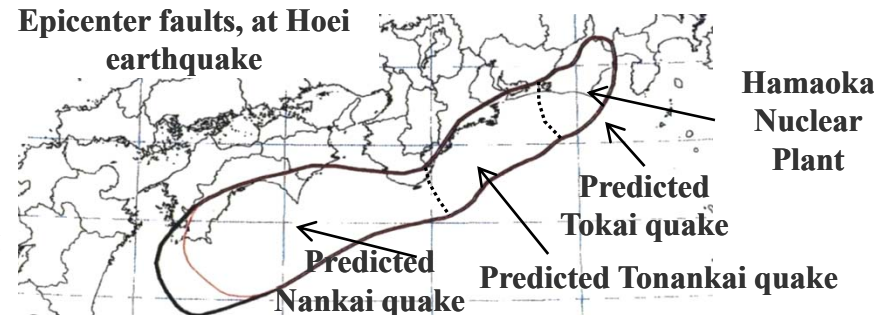 Epicenter faults, at Hoei
earthquake
Hamaoka
Nuclear
Plant
Predicted
Tokai quake
Predicted Tonankai quake
Predicted
Nankai quake